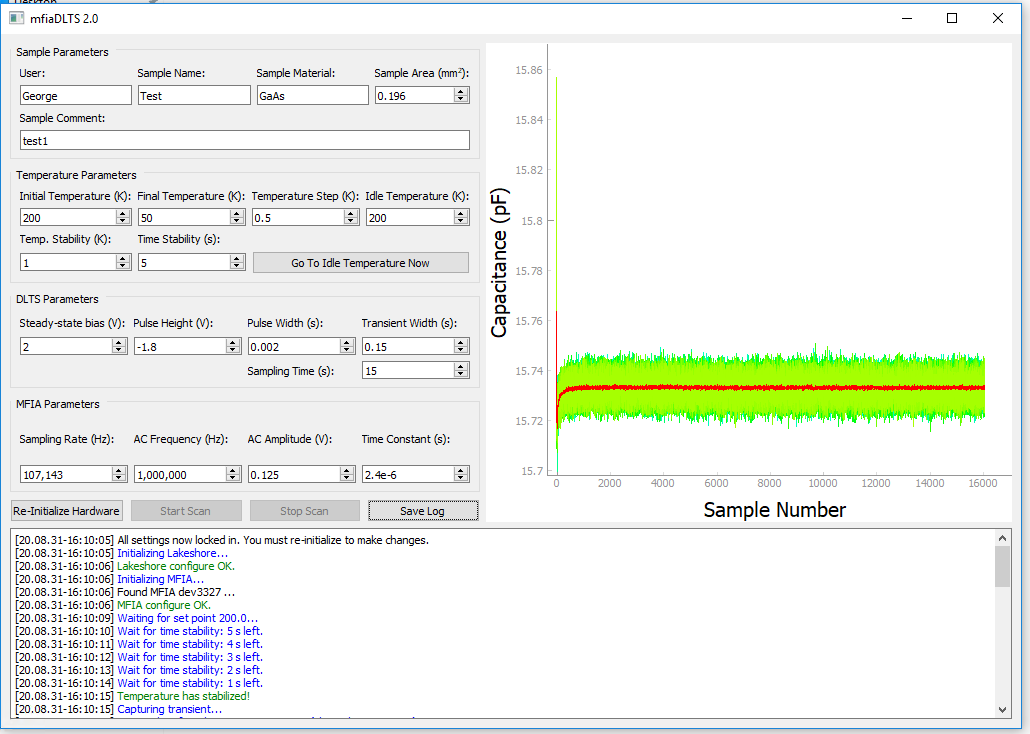 mfiaDLTS 2.0
Sample Parameters
User: Sample Name: Sample Material: Sample Area (mm²):
George Test GaAs 0.196
Sample Comment:
test1
Temperature Parameters
Initial Temperature (K): Final Temperature (K): Temperature Step (K): Idle Temperature (K):
200 50 0.5 200
Temp. Stability (K): Time Stability (s):
1 5 Go To Idle Temperature Now
DLTS Parameters
Steady-state bias (V): Pulse Height (V): Pulse Width (s): Transient Width (s):
2 -1.8 0.002 0.15
Sampling Time (s): 15
MFIA Parameters
Sampling Rate (Hz): AC Frequency (Hz): AC Amplitude (V): Time Constant (s):
107,143 1,000,000 0.125 2.4e-6
Re-Initialize Hardware Start Scan Stop Scan Save Log
Capacitance (pF)
15.86
15.84
15.82
15.8
15.78
15.76
15.74
15.72
15.7
0 2000 4000 6000 8000 10000 12000 14000 16000
Sample Number
[20.08.31-16:10:05] All settings now locked in. You must re-initialize to make changes.
[20.08.31-16:10:05] Initializing Lakeshore...
[20.08.31-16:10:06] Lakeshore configure OK.
[20.08.31-16:10:06] Initializing MFIA...
[20.08.31-16:10:06] Found MFIA dev3327 ...
[20.08.31-16:10:06] MFIA configure OK.
[20.08.31-16:10:09] Waiting for set point 200.0...
[20.08.31-16:10:10] Wait for time stability: 5 s left.
[20.08.31-16:10:11] Wait for time stability: 4 s left.
[20.08.31-16:10:12] Wait for time stability: 3 s left.
[20.08.31-16:10:13] Wait for time stability: 2 s left.
[20.08.31-16:10:14] Wait for time stability: 1 s left.
[20.08.31-16:10:15] Temperature has stabilized!
[20.08.31-16:10:15] Capturing transient...